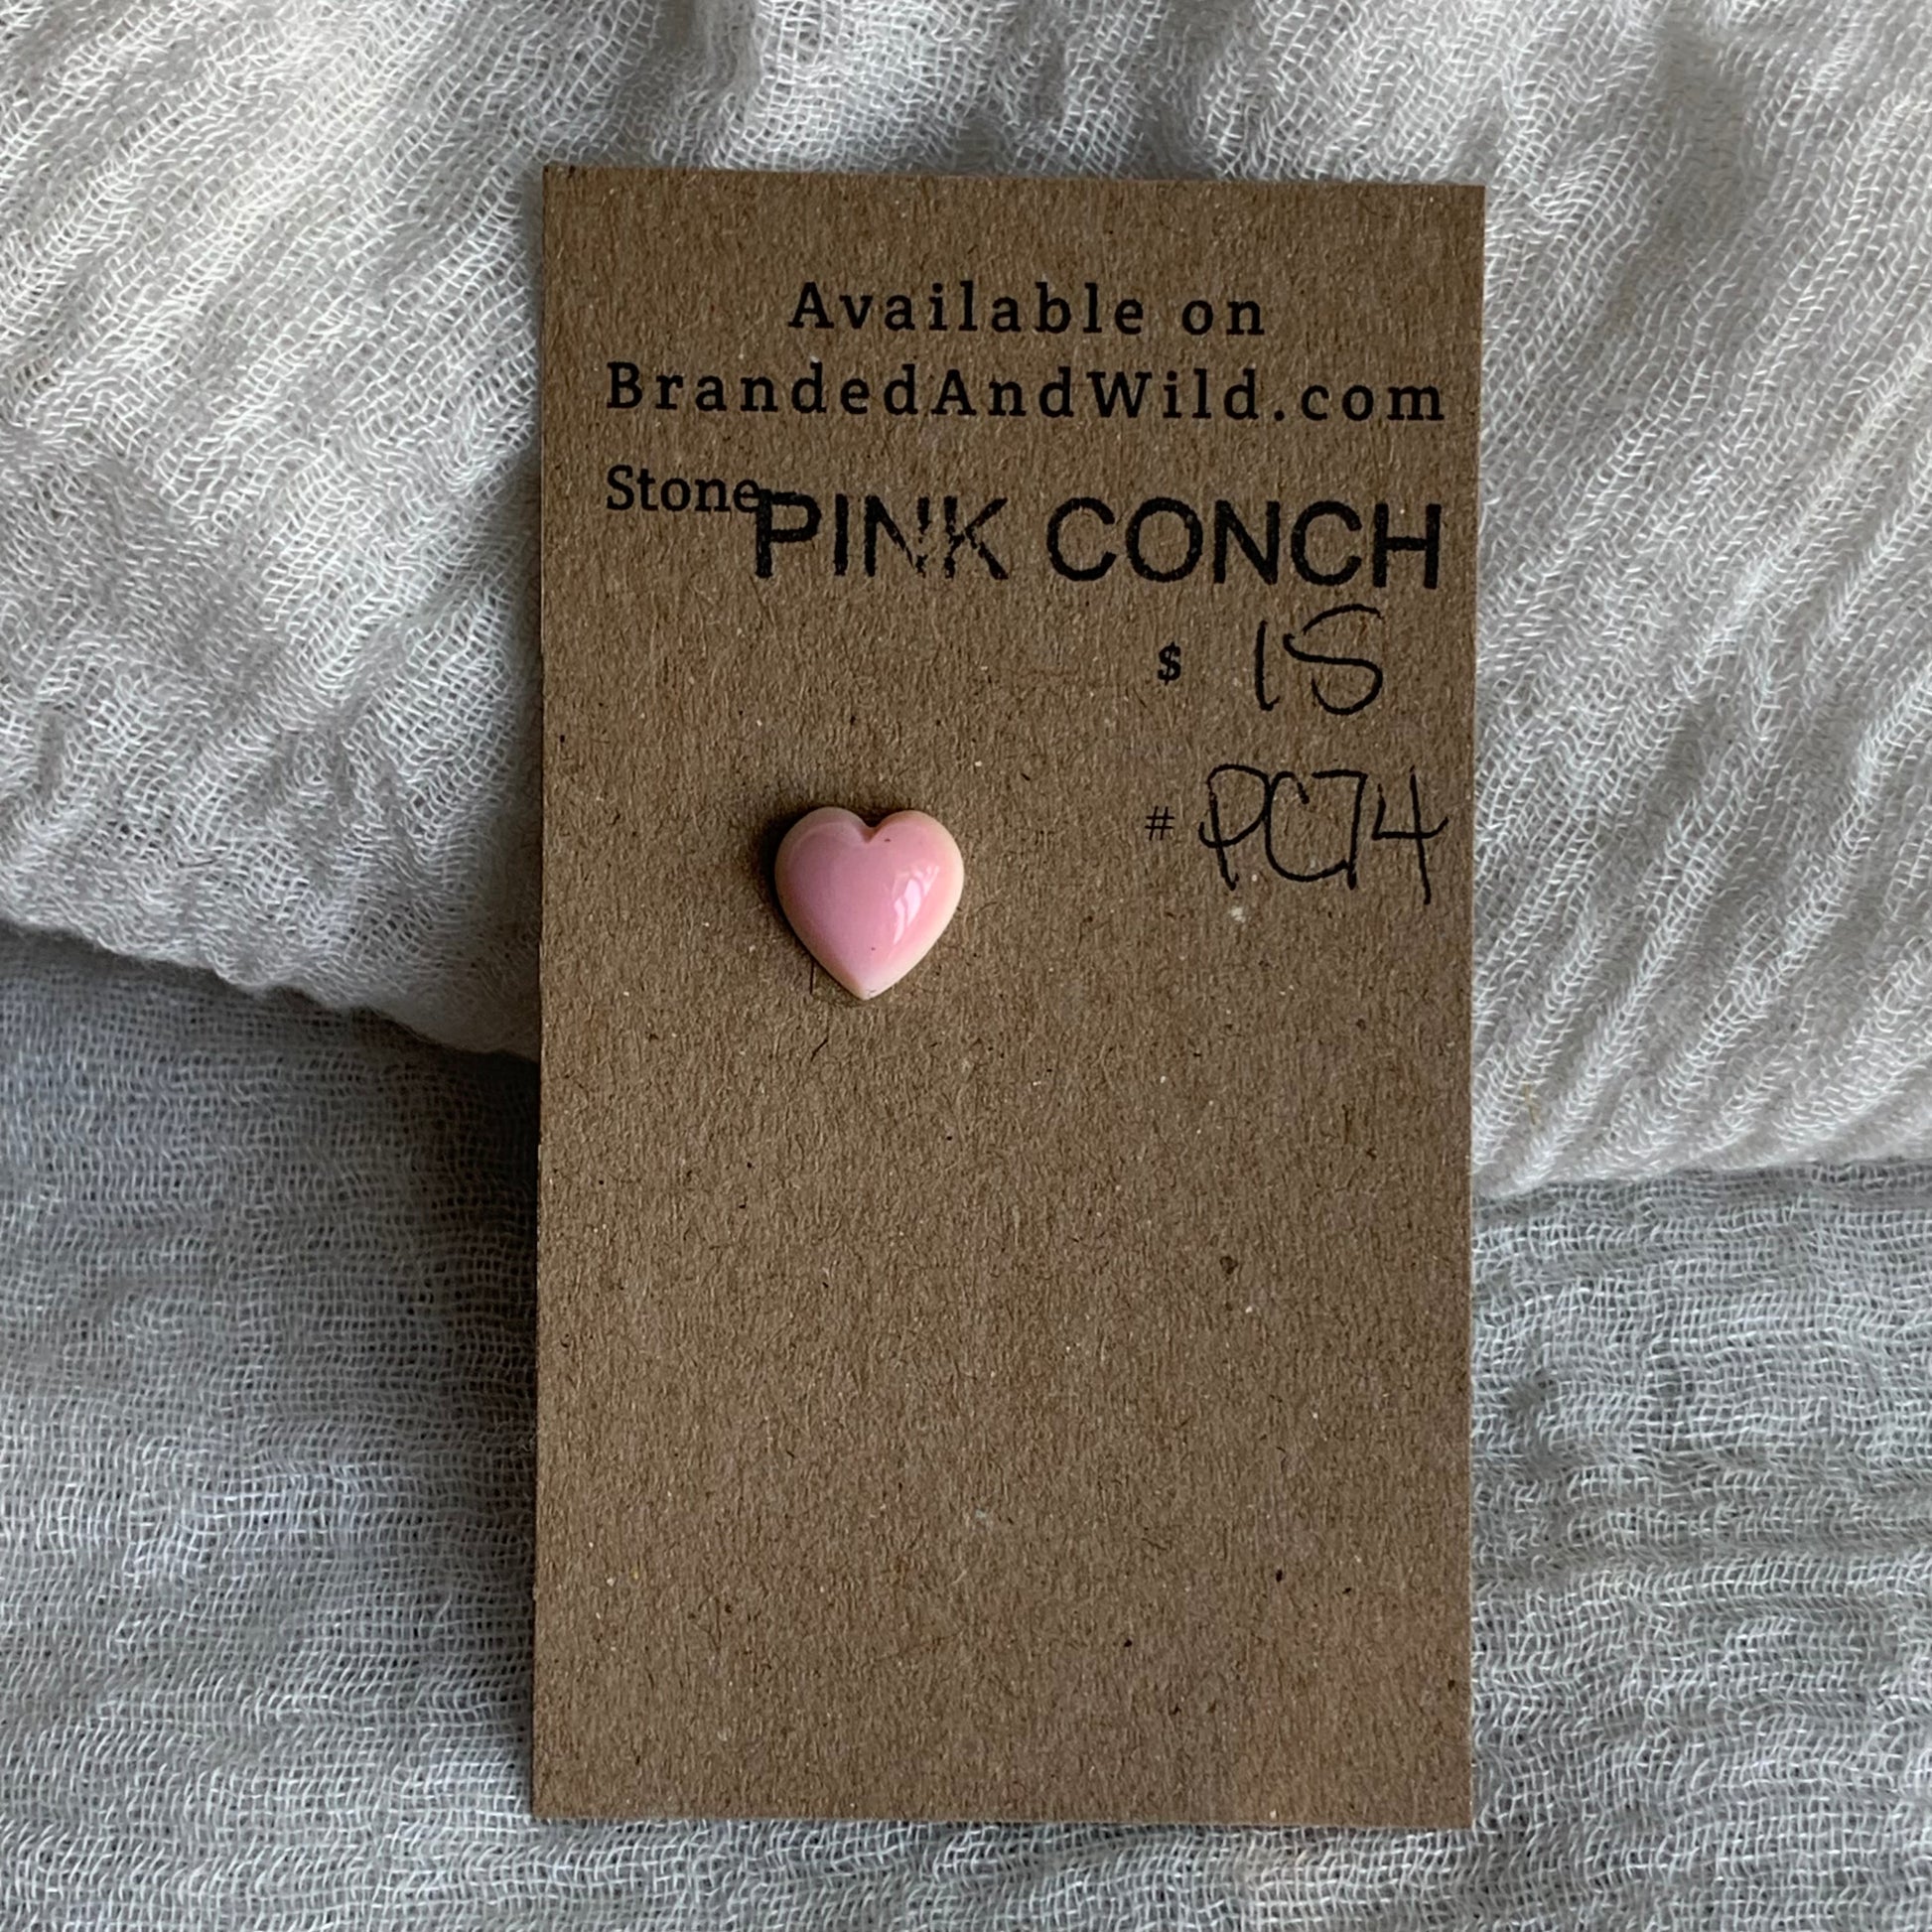 Available on
BrandedAndWild.com
Stone PINK CONCH
$ 15
# PC74